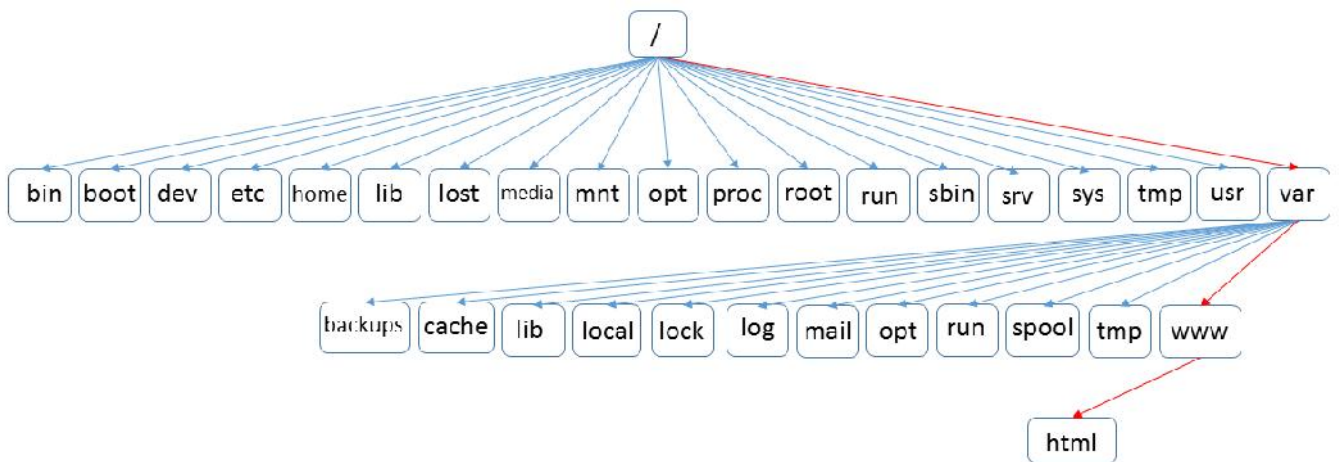 /
bin boot dev etc home lib lost media mnt opt proc root run sbin srv sys tmp usr var
backups cache lib local lock log mail opt run spool tmp www
html